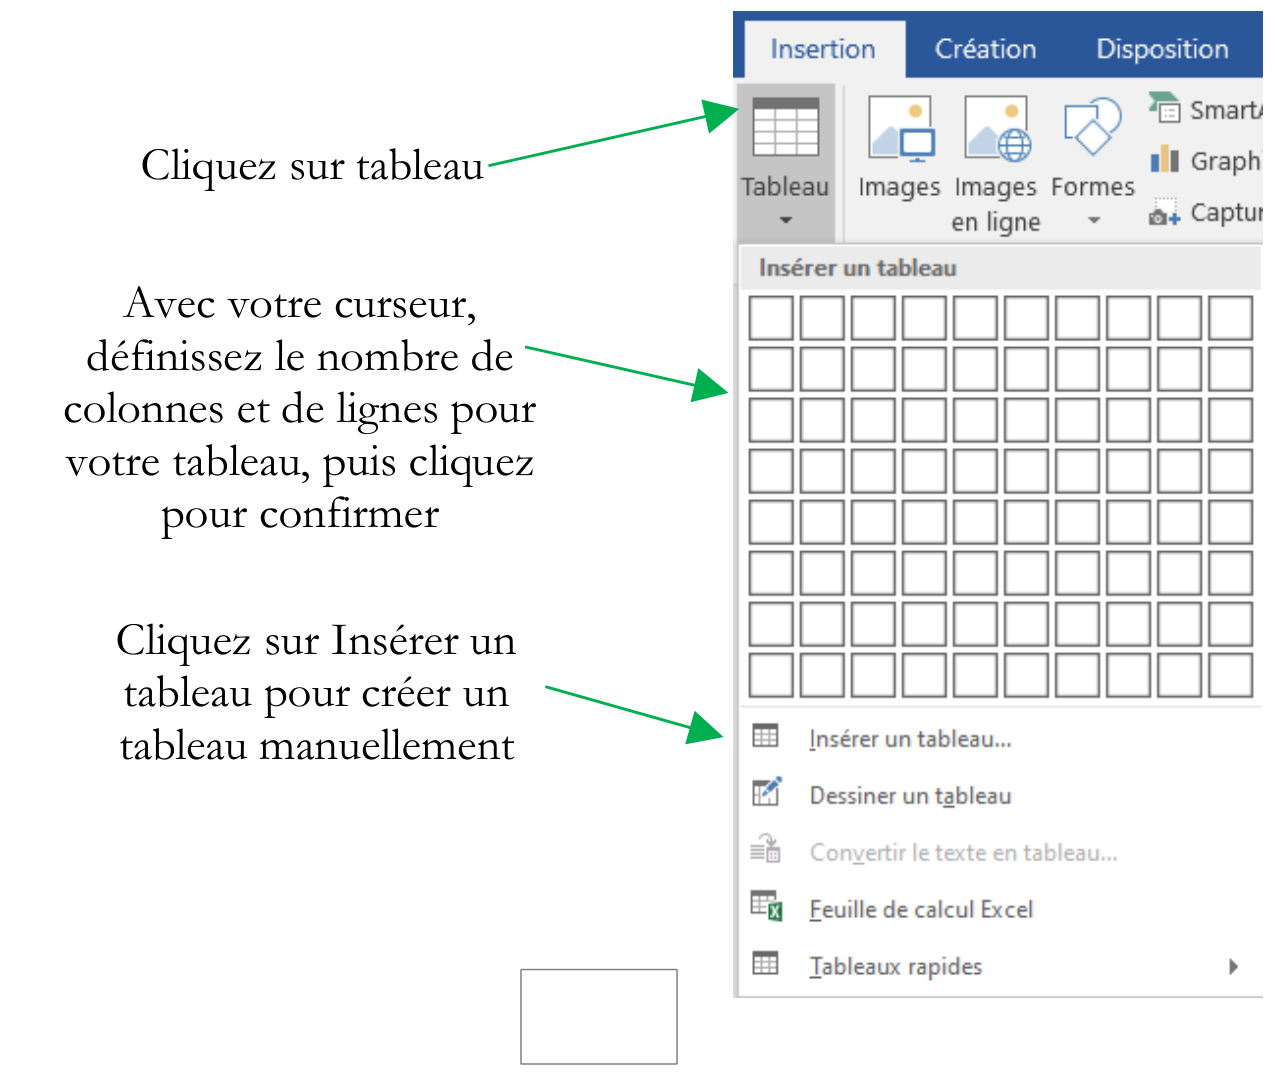 Insertion Création Disposition
Cliquez sur tableau
Tableau
Images
Images
en ligne
Formes
Graph
Captur
Insérer un tableau
Avec votre curseur,
définissez le nombre de
colonnes et de lignes pour
votre tableau, puis cliquez
pour confirmer
Cliquez sur Insérer un
tableau pour créer un
tableau manuellement
Insérer un tableau...
Dessiner un tableau
Convertir le texte en tableau...
Feuille de calcul Excel
Tableaux rapides